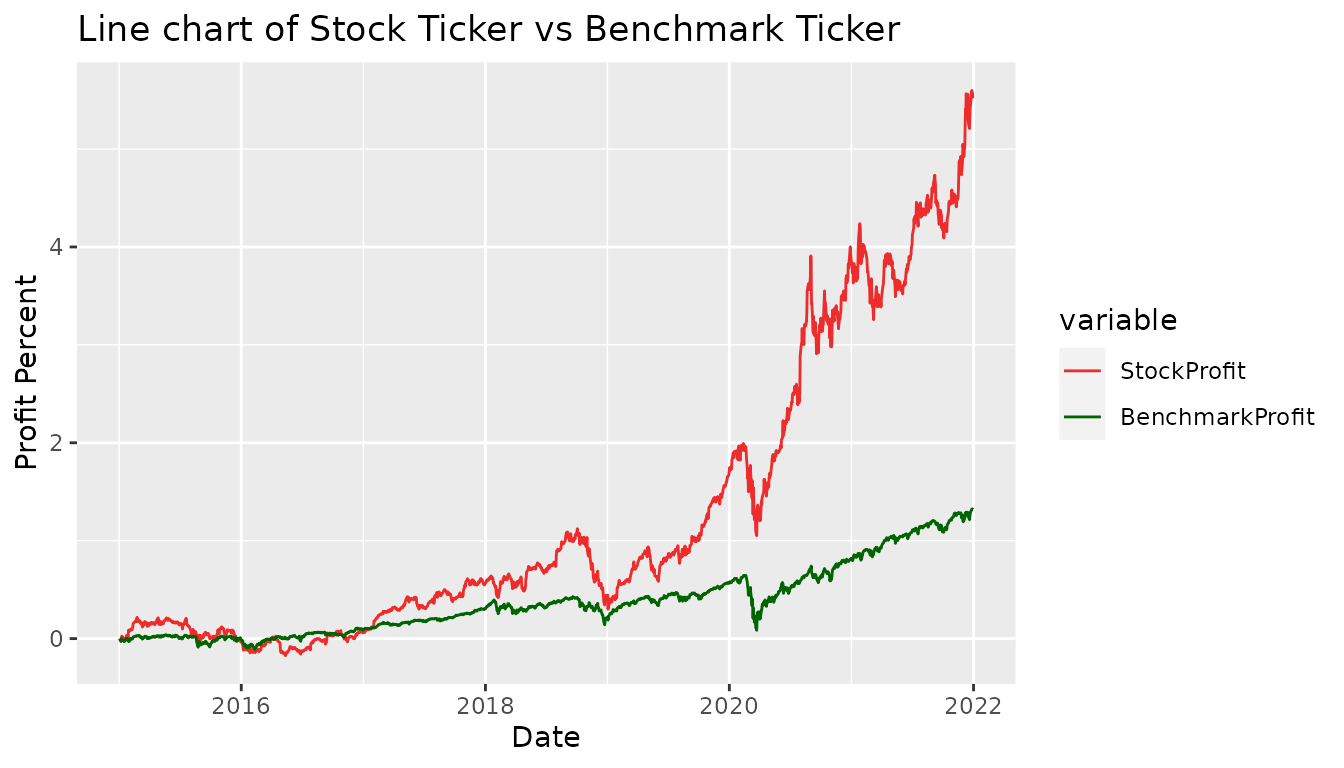 Line chart of Stock Ticker vs Benchmark Ticker
Profit Percent
4
2
0
2016
2018
2020
2022
Date
variable
StockProfit
BenchmarkProfit